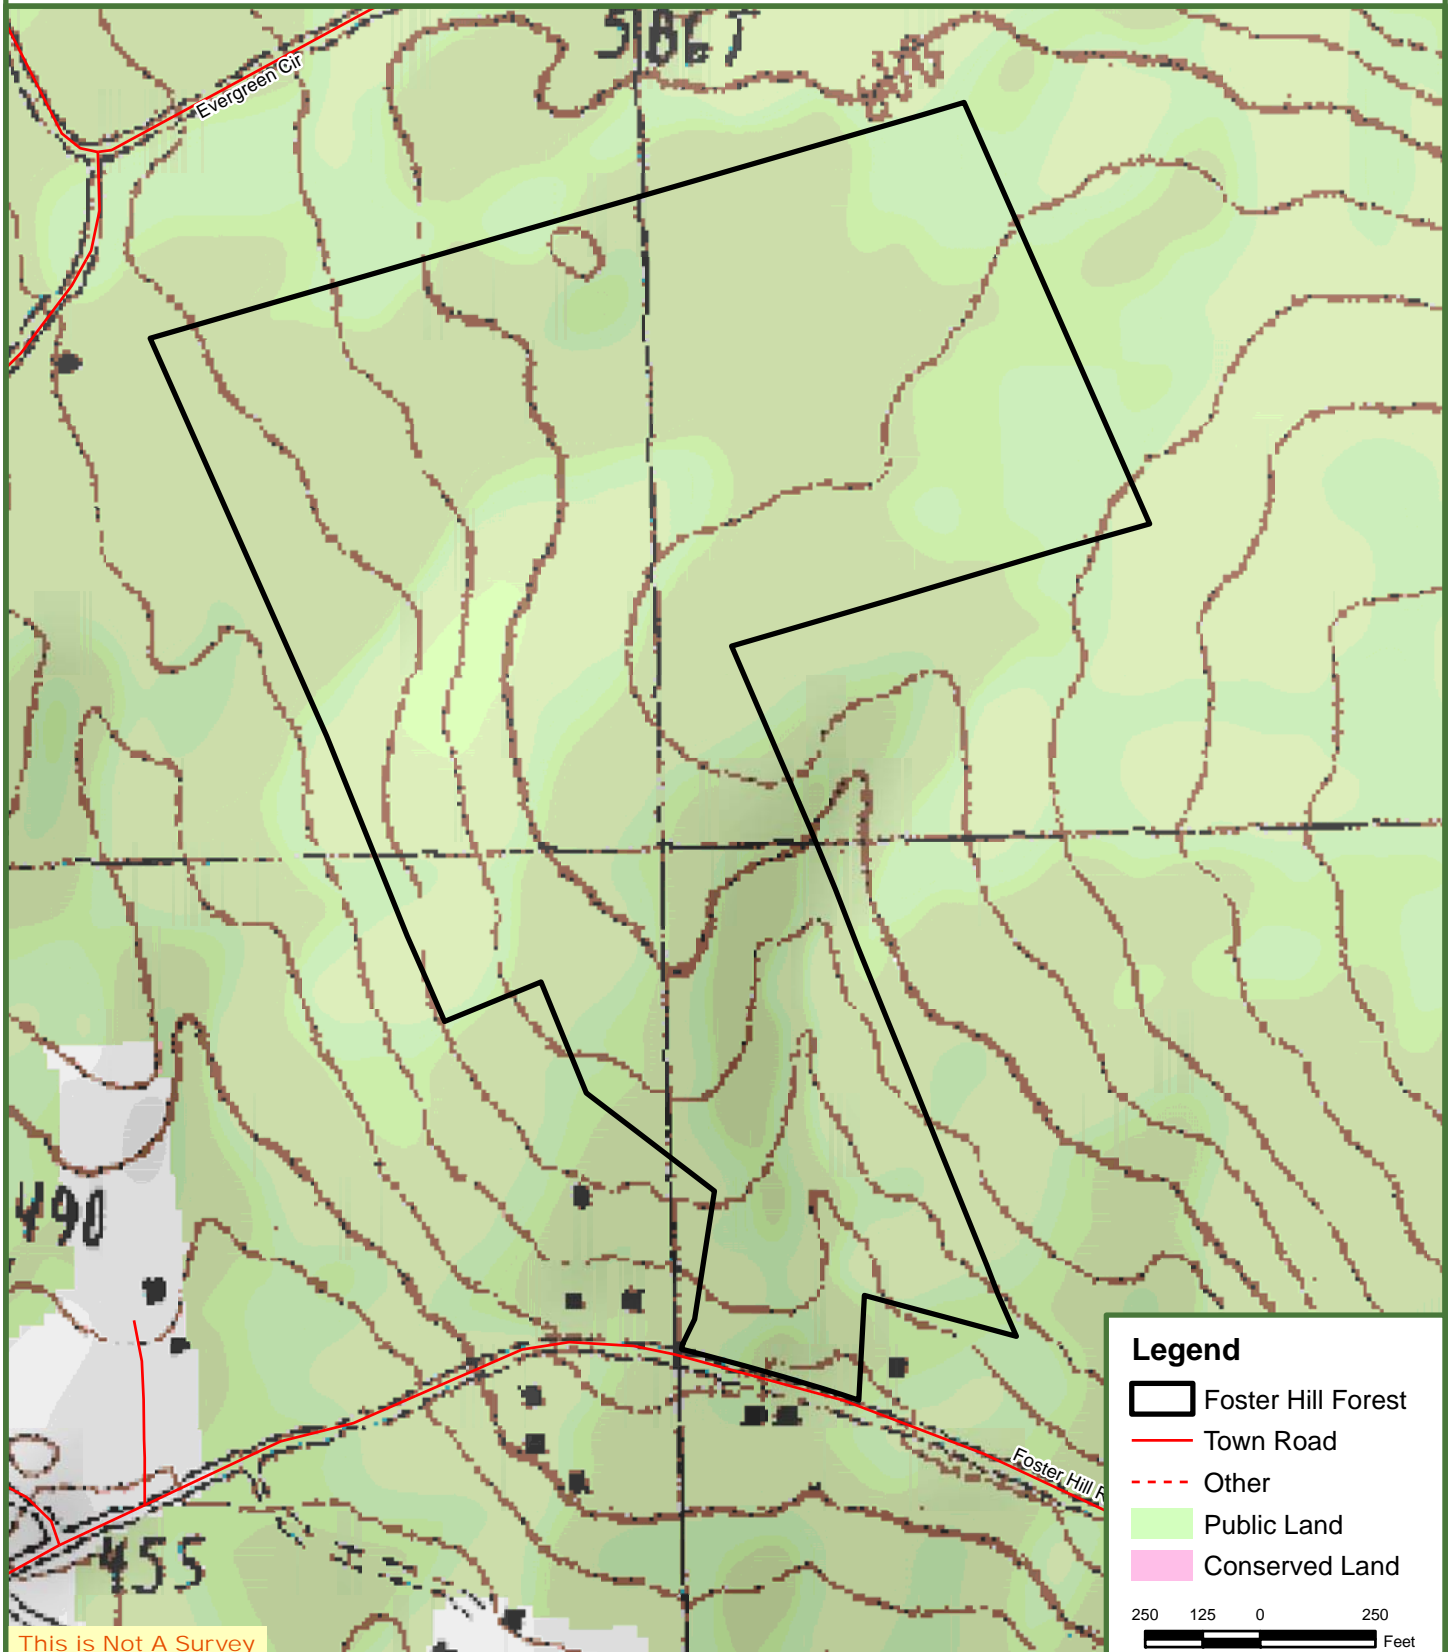 5867
Evergreen Cir
490
455
Foster Hill R
This is Not A Survey
Legend
Foster Hill Forest
Town Road
Other
Public Land
Conserved Land
250 125 0 250
Feet